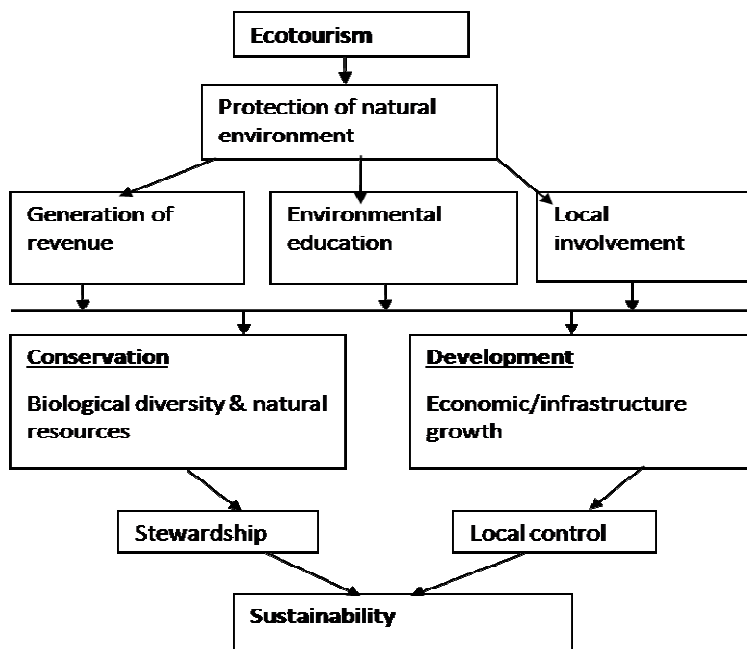 Ecotourism
Protection of natural
environment
Generation of
revenue
Environmental
education
Local
involvement
Conservation
Biological diversity & natural
resources
Development
Economic/infrastructure
growth
Stewardship
Local control
Sustainability